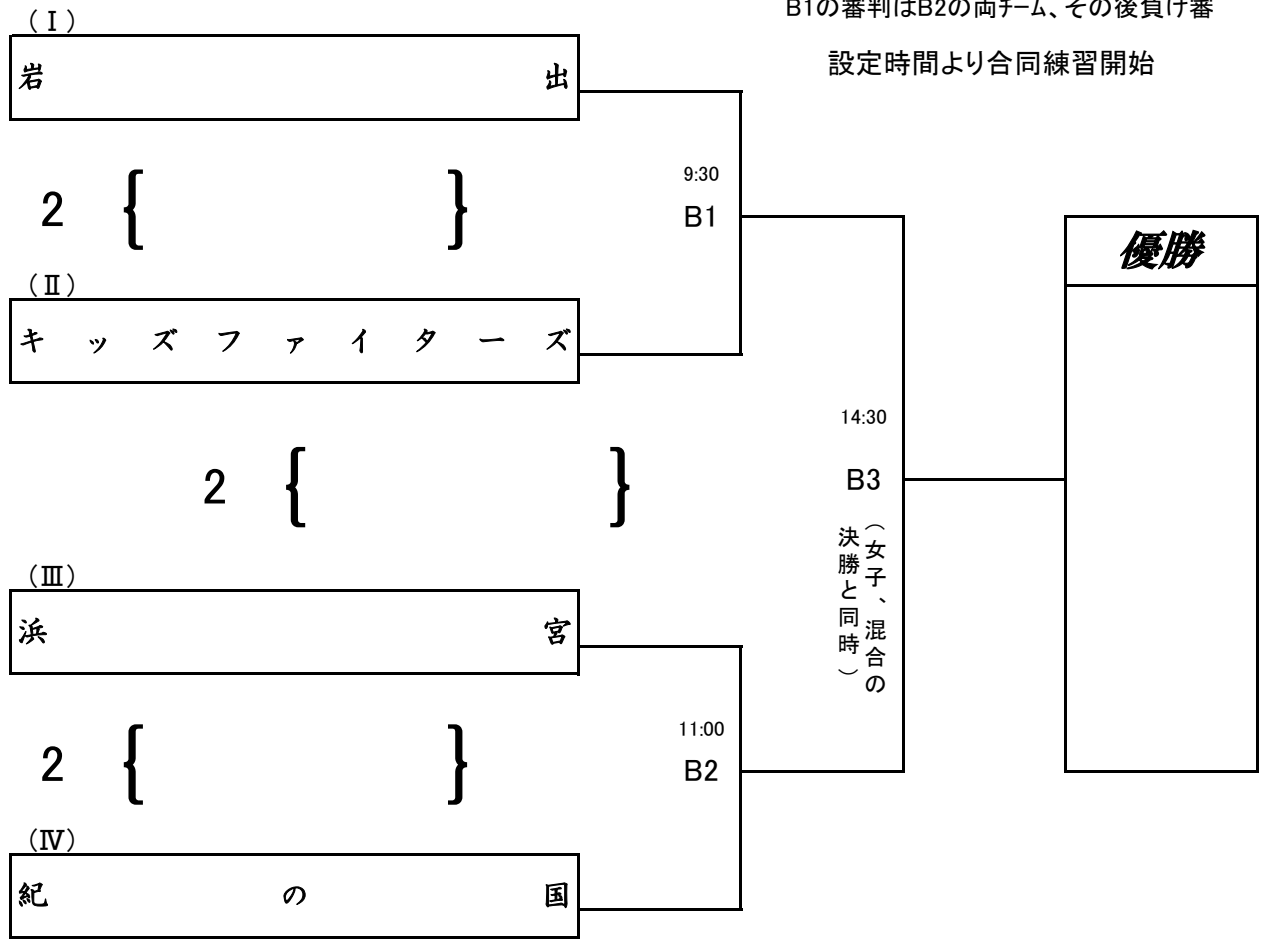 B1の審判はB2の両ﾁｰﾑ、その後負け審
設定時間より合同練習開始
（Ⅰ）
岩出
2 { }
9:30
B1
（Ⅱ）
キッズファイターズ
優勝
2 { }
14:30
B3
（女子、混合の
決勝と同時）
（Ⅲ）
浜宮
2 { }
11:00
B2
（Ⅳ）
紀の国